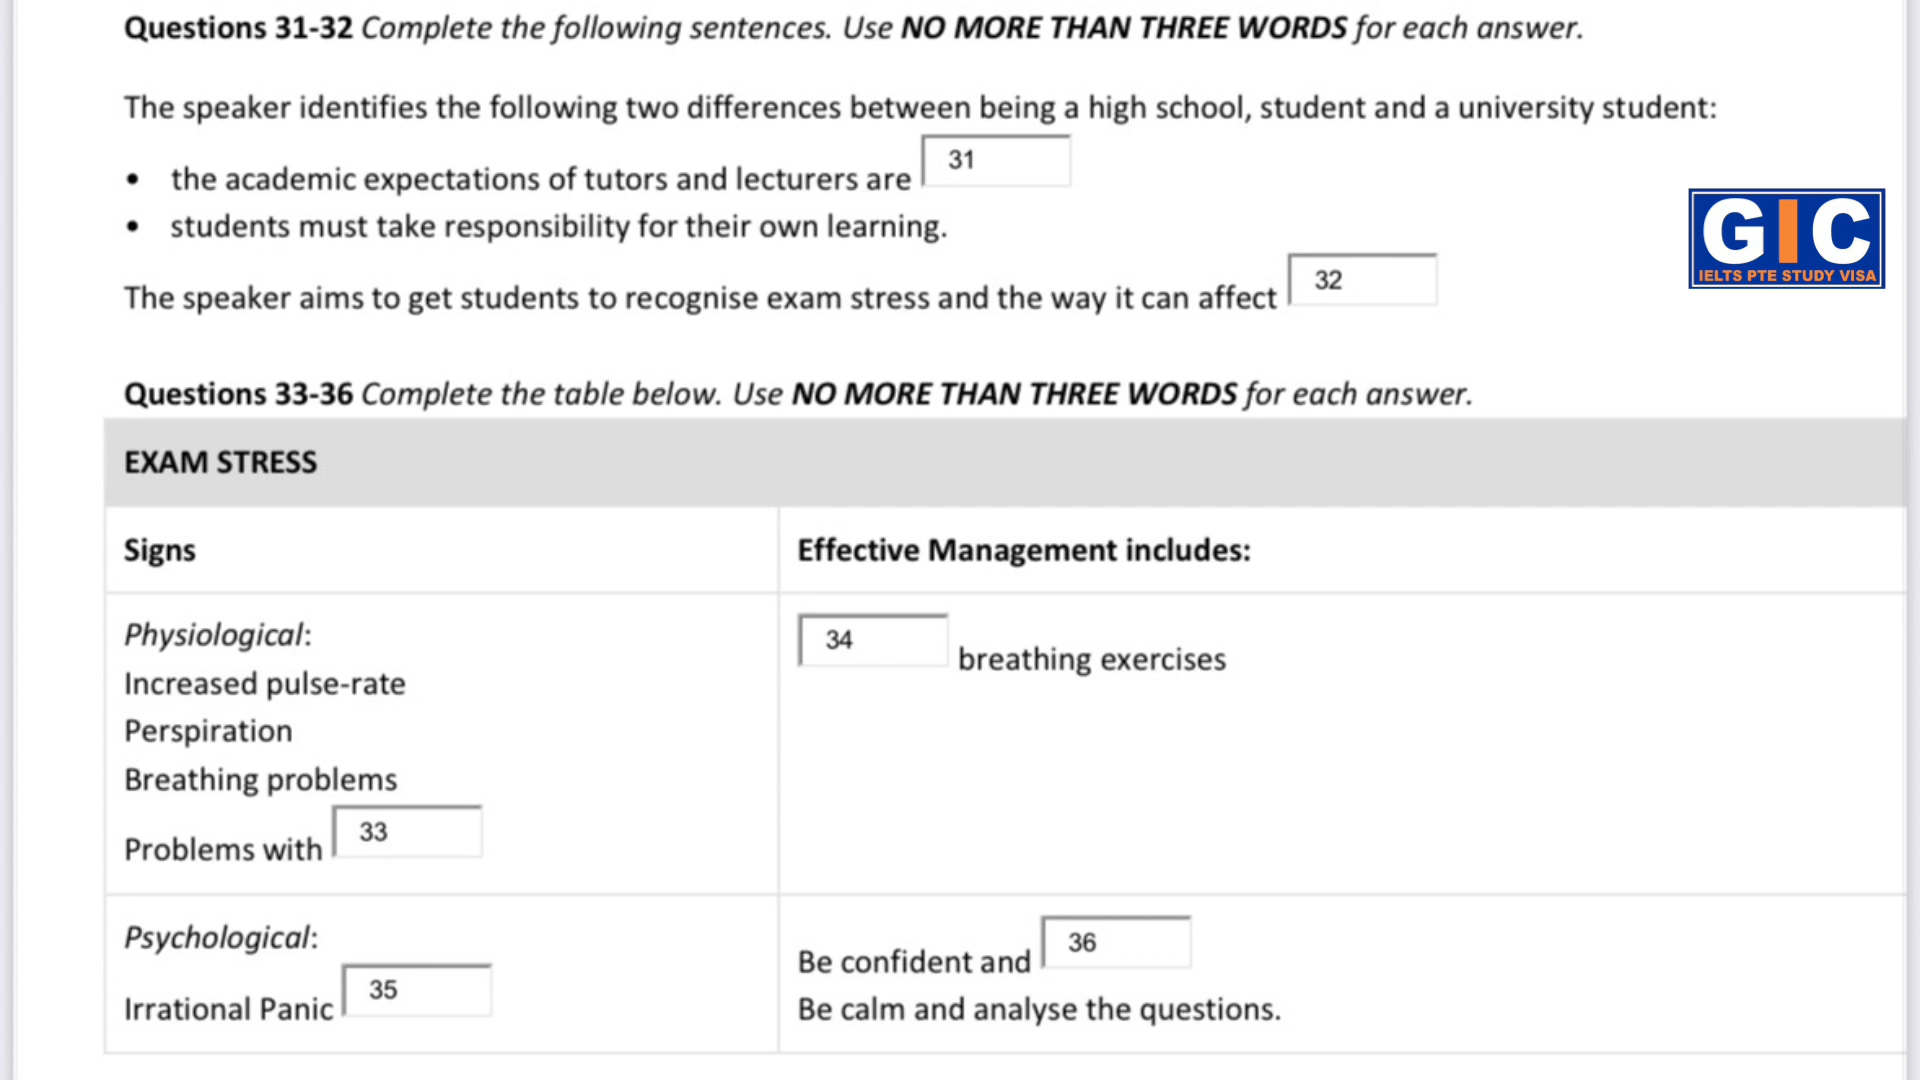 Questions 31-32 Complete the following sentences. Use NO MORE THAN THREE WORDS for each answer.
The speaker identifies the following two differences between being a high school, student and a university student:
• the academic expectations of tutors and lecturers are 31
• students must take responsibility for their own learning.
GIC
IELTS PTE STUDY VISA
The speaker aims to get students to recognise exam stress and the way it can affect 32
Questions 33-36 Complete the table below. Use NO MORE THAN THREE WORDS for each answer.
EXAM STRESS
Signs
Effective Management includes:
Physiological:
Increased pulse-rate
Perspiration
Breathing problems
Problems with 33
34 breathing exercises
Psychological:
Irrational Panic 35
Be confident and 36
Be calm and analyse the questions.